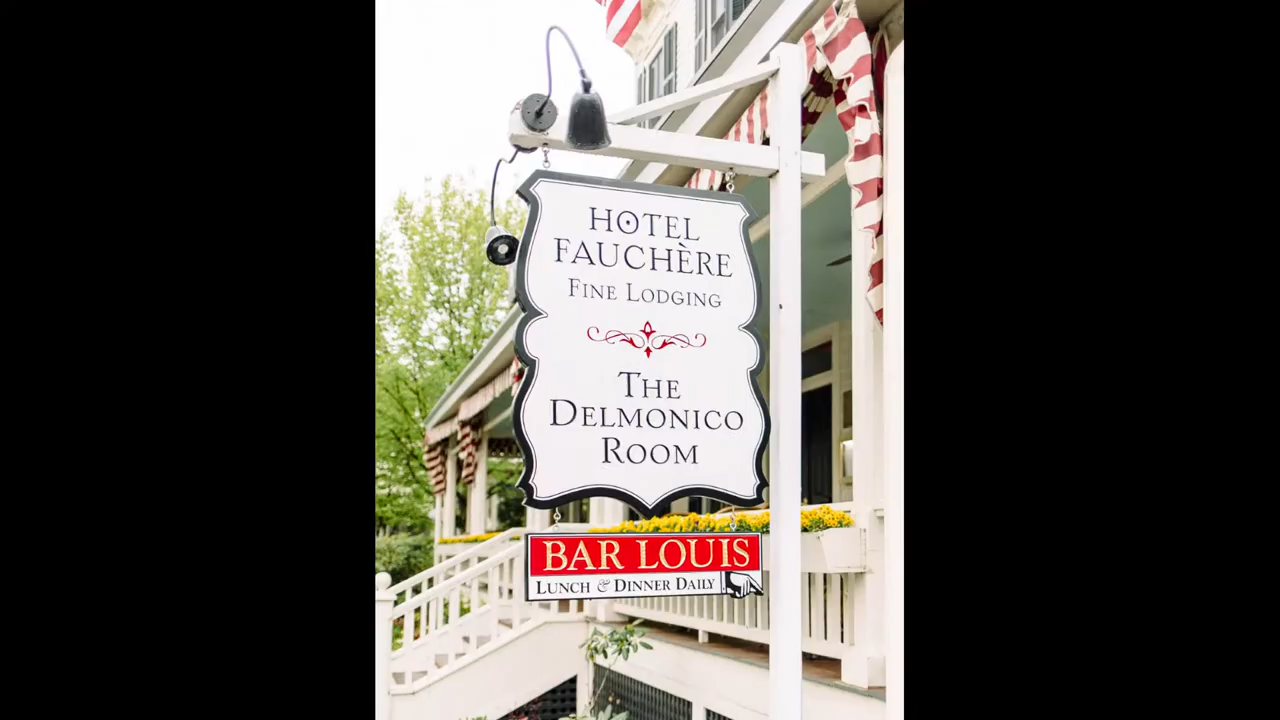 HOTEL
FAUCHÈRE
FINE LODGING
THE
DELMONICO
ROOM
BAR LOUIS
LUNCH & DINNER DAILY